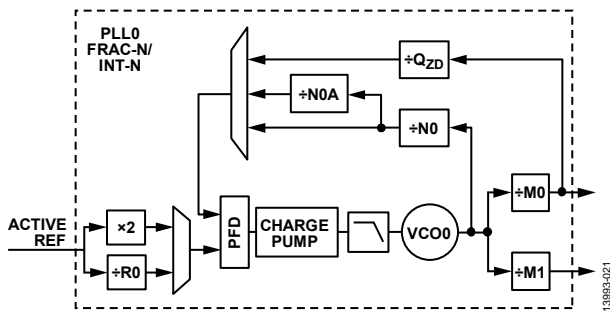 PLL0
FRAC-N/
INT-N
÷QZD
÷N0A
÷N0
÷M0
ACTIVE
REF
×2
÷R0
PFD
CHARGE
PUMP
VCO0
÷M1
13993-021